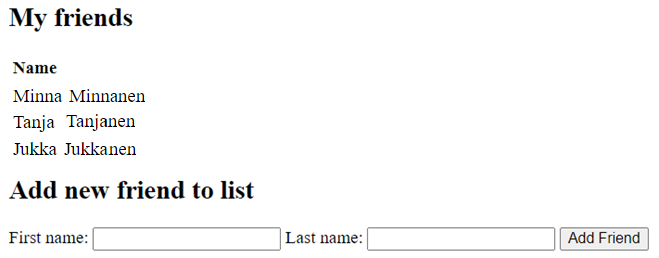 My friends
Name
Minna Minnanen
Tanja Tanjanen
Jukka Jukkanen
Add new friend to list
First name: Last name: Add Friend